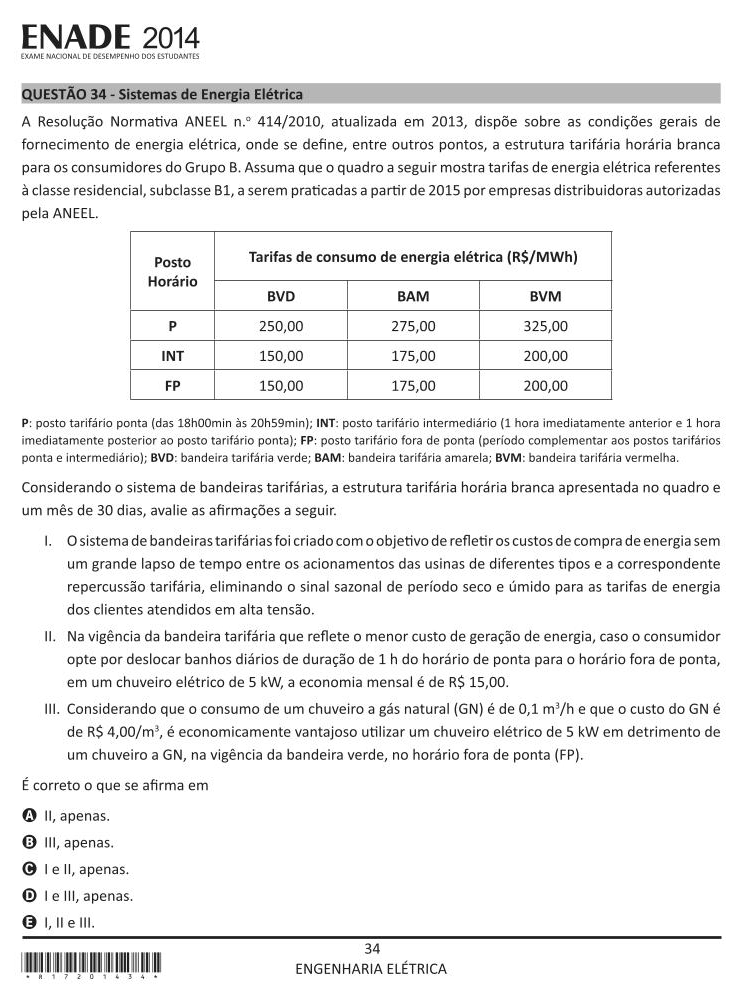 ENADE 2014
EXAME NACIONAL DE DESEMPENHO DOS ESTUDANTES
QUESTÃO 34 - Sistemas de Energia Elétrica
A Resolução Normativa ANEEL n.º 414/2010, atualizada em 2013, dispõe sobre as condições gerais de
fornecimento de energia elétrica, onde se define, entre outros pontos, a estrutura tarifária horária branca
para os consumidores do Grupo B. Assuma que o quadro a seguir mostra tarifas de energia elétrica referentes
à classe residencial, subclasse B1, a serem praticadas a partir de 2015 por empresas distribuidoras autorizadas
pela ANEEL.
Posto Horário
Tarifas de consumo de energia elétrica (R$/MWh)
BVD BAM BVM
P 250,00 275,00 325,00
INT 150,00 175,00 200,00
FP 150,00 175,00 200,00
P: posto tarifário ponta (das 18h00min às 20h59min); INT: posto tarifário intermediário (1 hora imediatamente anterior e 1 hora
imediatamente posterior ao posto tarifário ponta); FP: posto tarifário fora de ponta (período complementar aos postos tarifários
ponta e intermediário); BVD: bandeira tarifária verde; BAM: bandeira tarifária amarela; BVM: bandeira tarifária vermelha.
Considerando o sistema de bandeiras tarifárias, a estrutura tarifária horária branca apresentada no quadro e
um mês de 30 dias, avalie as afirmações a seguir.
I. O sistema de bandeiras tarifárias foi criado com o objetivo de refletir os custos de compra de energia sem
um grande lapso de tempo entre os acionamentos das usinas de diferentes tipos e a correspondente
repercussão tarifária, eliminando o sinal sazonal de período seco e úmido para as tarifas de energia
dos clientes atendidos em alta tensão.
II. Na vigência da bandeira tarifária que reflete o menor custo de geração de energia, caso o consumidor
opte por deslocar banhos diários de duração de 1 h do horário de ponta para o horário fora de ponta,
em um chuveiro elétrico de 5 kW, a economia mensal é de R$ 15,00.
III. Considerando que o consumo de um chuveiro a gás natural (GN) é de 0,1 m³/h e que o custo do GN é
de R$ 4,00/m³, é economicamente vantajoso utilizar um chuveiro elétrico de 5 kW em detrimento de
um chuveiro a GN, na vigência da bandeira verde, no horário fora de ponta (FP).
É correto o que se afirma em
A II, apenas.
B III, apenas.
C I e II, apenas.
D I e III, apenas.
E I, II e III.
34
ENGENHARIA ELÉTRICA
*R17201434*